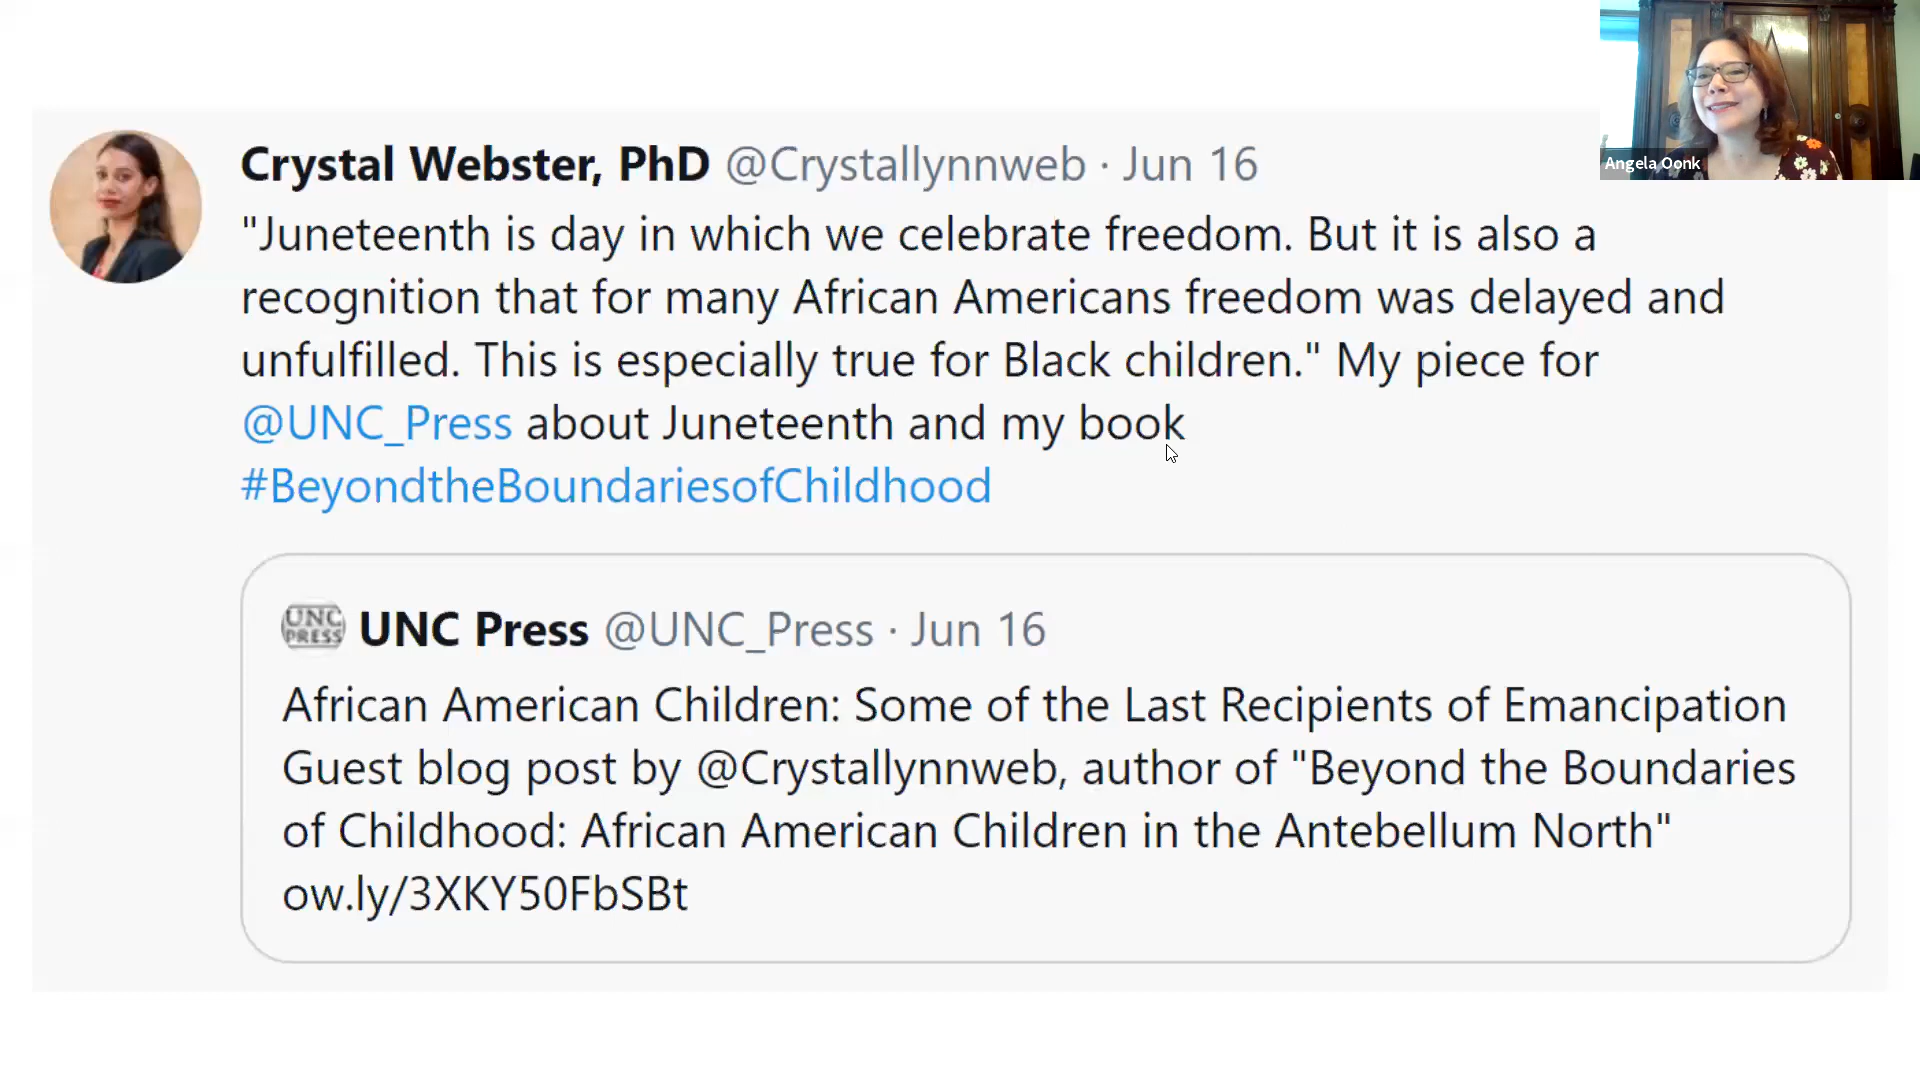 Angela Oonk
Crystal Webster, PhD @Crystallynnweb · Jun 16
"Juneteenth is day in which we celebrate freedom. But it is also a
recognition that for many African Americans freedom was delayed and
unfulfilled. This is especially true for Black children." My piece for
@UNC_Press about Juneteenth and my book
#BeyondtheBoundariesofChildhood
UNC
PRESS
UNC Press @UNC_Press · Jun 16
African American Children: Some of the Last Recipients of Emancipation
Guest blog post by @Crystallynnweb, author of "Beyond the Boundaries
of Childhood: African American Children in the Antebellum North"
ow.ly/3XKY50FbSBt